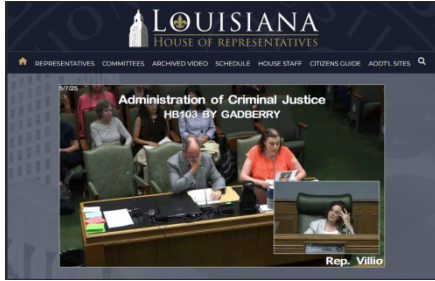 LOUISIANA
HOUSE OF REPRESENTATIVES
REPRESENTATIVES COMMITTEES ARCHIVED VIDEO SCHEDULE HOUSE STAFF CITIZENS GUIDE ADDT'L SITES
5/7/25
Administration of Criminal Justice
HB103 BY GADBERRY
Rep. Villio